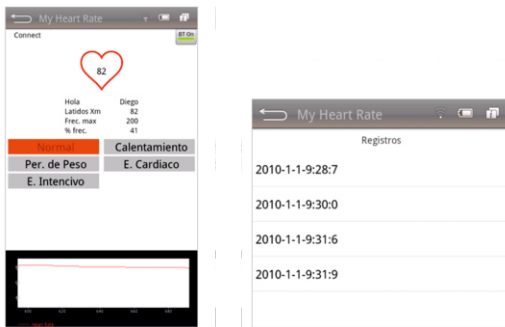 My Heart Rate
Connect
BT On
82
Hola Diego
Latidos Xm 82
Frec. max 200
% frec. 41
Normal Calentamiento
Per. de Peso E. Cardiaco
E. Intencivo
My Heart Rate
Registros
2010-1-1-9:28:7
2010-1-1-9:30:0
2010-1-1-9:31:6
2010-1-1-9:31:9